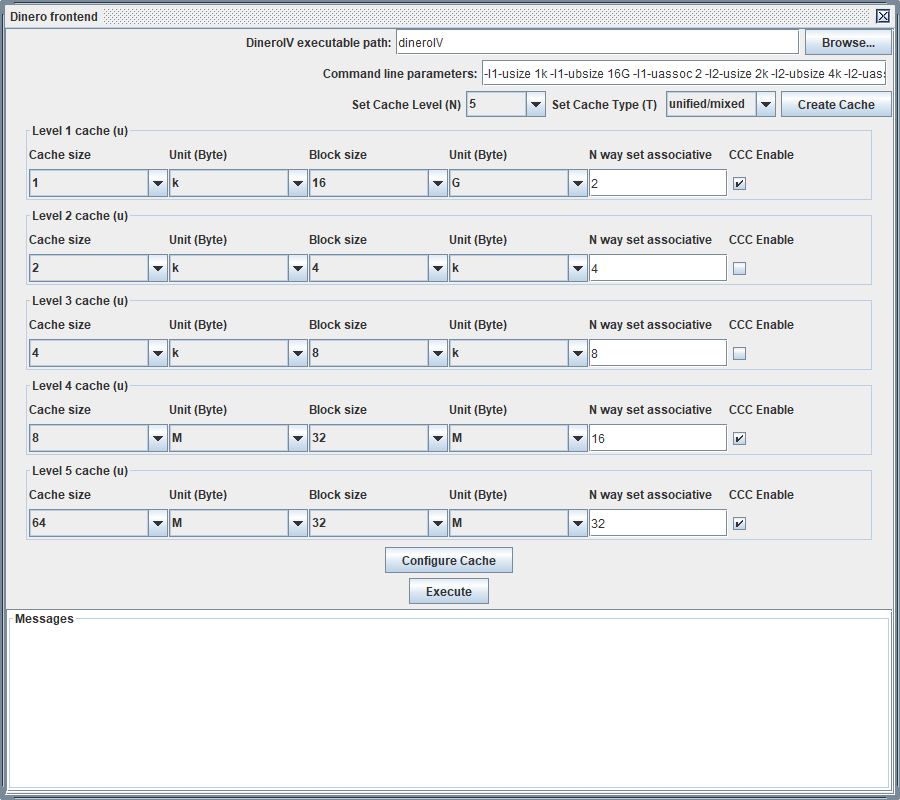 Dinero frontend
DineroIV executable path: dineroIV Browse...
Command line parameters: -l1-usize 1k -l1-ubsize 16G -l1-uassoc 2 -l2-usize 2k -l2-ubsize 4k -l2-uas
Set Cache Level (N) 5 Set Cache Type (T) unified/mixed Create Cache
Level 1 cache (u)
Cache size Unit (Byte) Block size Unit (Byte) N way set associative CCC Enable
1 k 16 G 2
Level 2 cache (u)
Cache size Unit (Byte) Block size Unit (Byte) N way set associative CCC Enable
2 k 4 k 4
Level 3 cache (u)
Cache size Unit (Byte) Block size Unit (Byte) N way set associative CCC Enable
4 k 8 k 8
Level 4 cache (u)
Cache size Unit (Byte) Block size Unit (Byte) N way set associative CCC Enable
8 M 32 M 16
Level 5 cache (u)
Cache size Unit (Byte) Block size Unit (Byte) N way set associative CCC Enable
64 M 32 M 32
Configure Cache
Execute
Messages